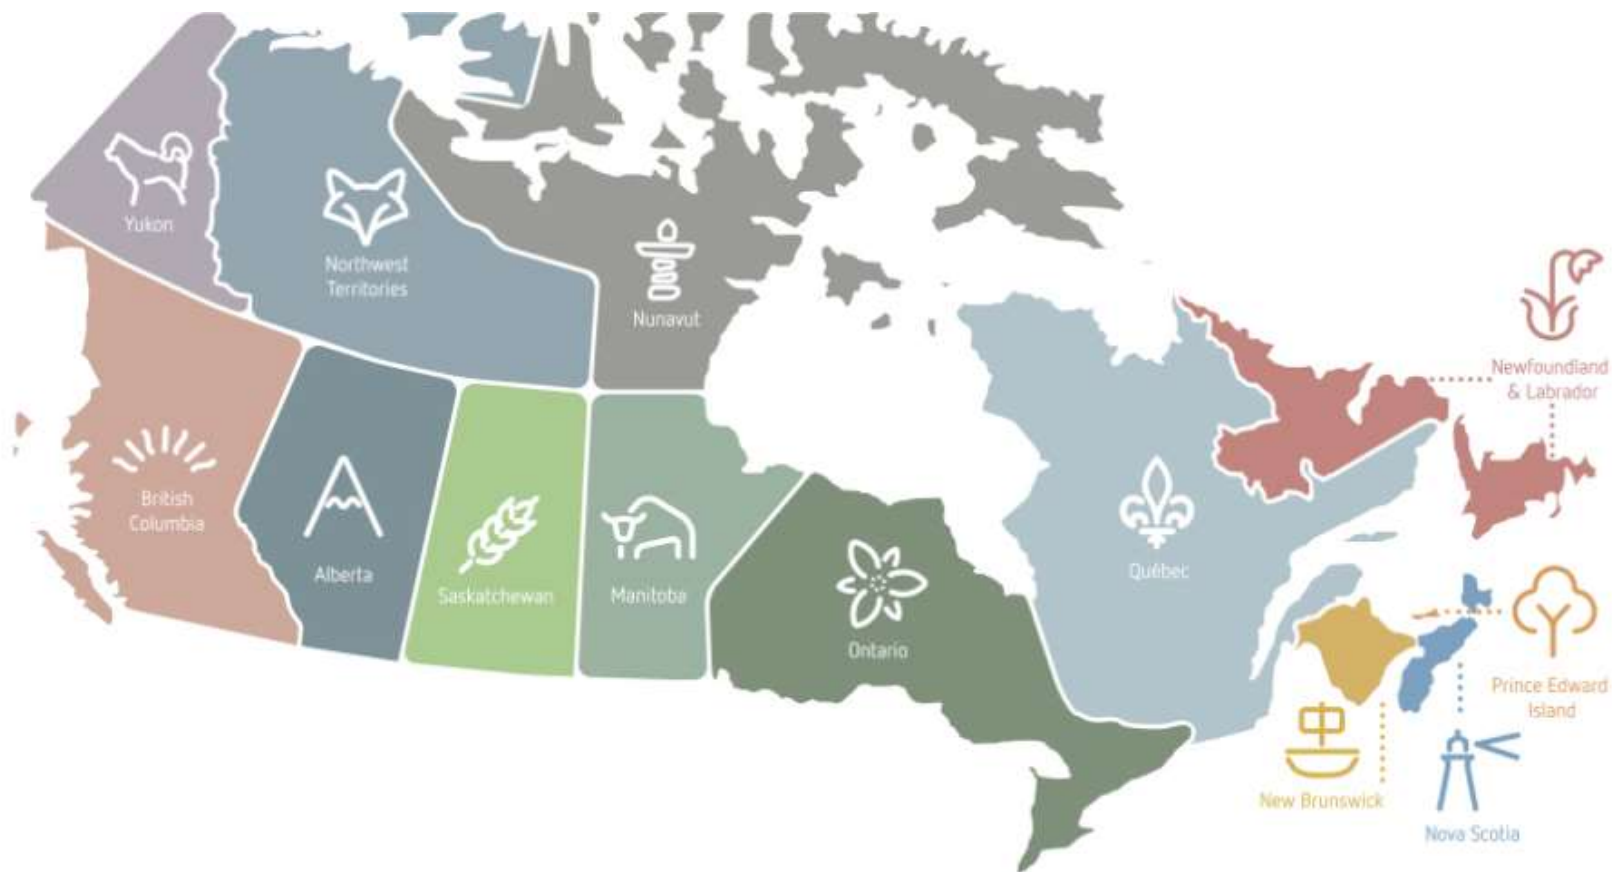 Yukon
Northwest
Territories
Nunavut
Newfoundland
& Labrador
British
Columbia
Alberta
Saskatchewan
Manitoba
Ontario
Québec
Prince Edward
Island
New Brunswick
Nova Scotia